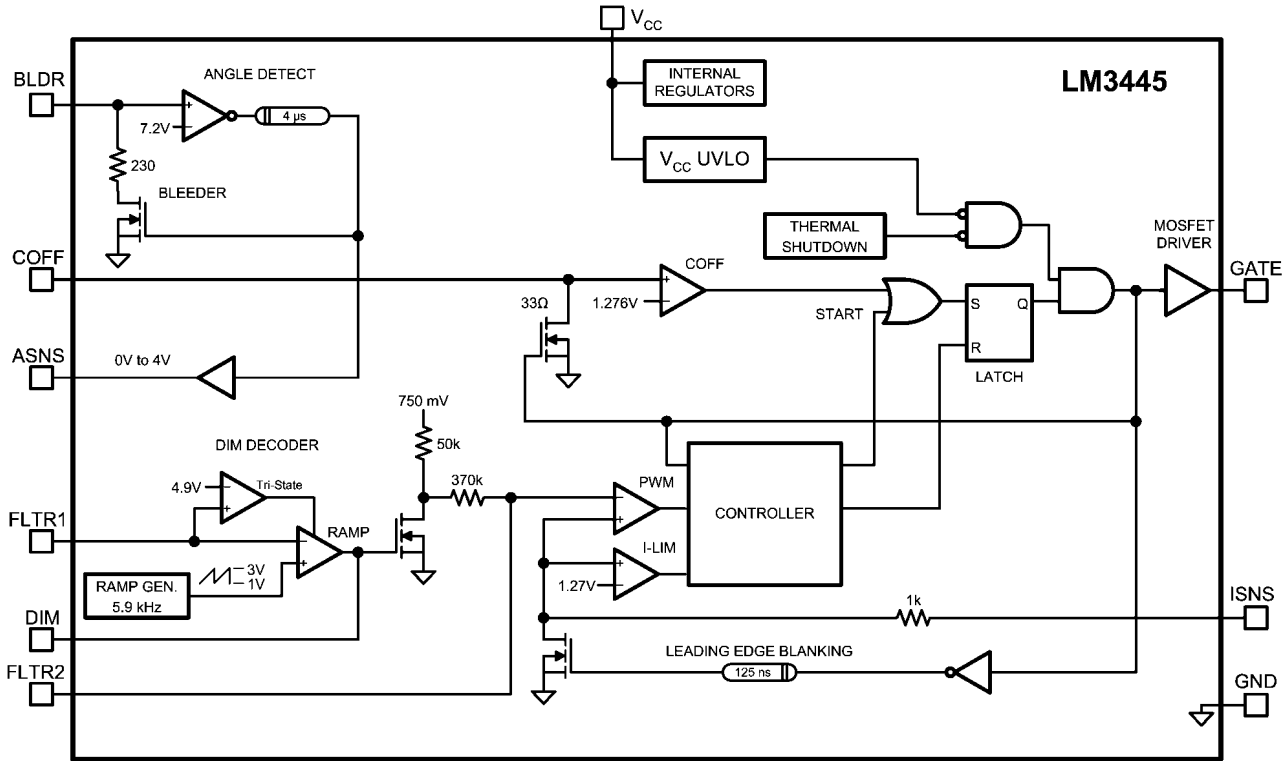 V_CC
BLDR
ANGLE DETECT
INTERNAL
REGULATORS
LM3445
+
−
7.2V
4 µs
230
BLEEDER
V_CC UVLO
THERMAL
SHUTDOWN
MOSFET
DRIVER
COFF
COFF
+
−
1.276V
33Ω
START
S
Q
R
LATCH
GATE
ASNS
0V to 4V
750 mV
50k
DIM DECODER
370k
4.9V
−
+
Tri-State
PWM
−
+
CONTROLLER
FLTR1
RAMP
−
+
I-LIM
+
−
1.27V
3V
1V
RAMP GEN.
5.9 kHz
DIM
1k
ISNS
FLTR2
LEADING EDGE BLANKING
125 ns
GND